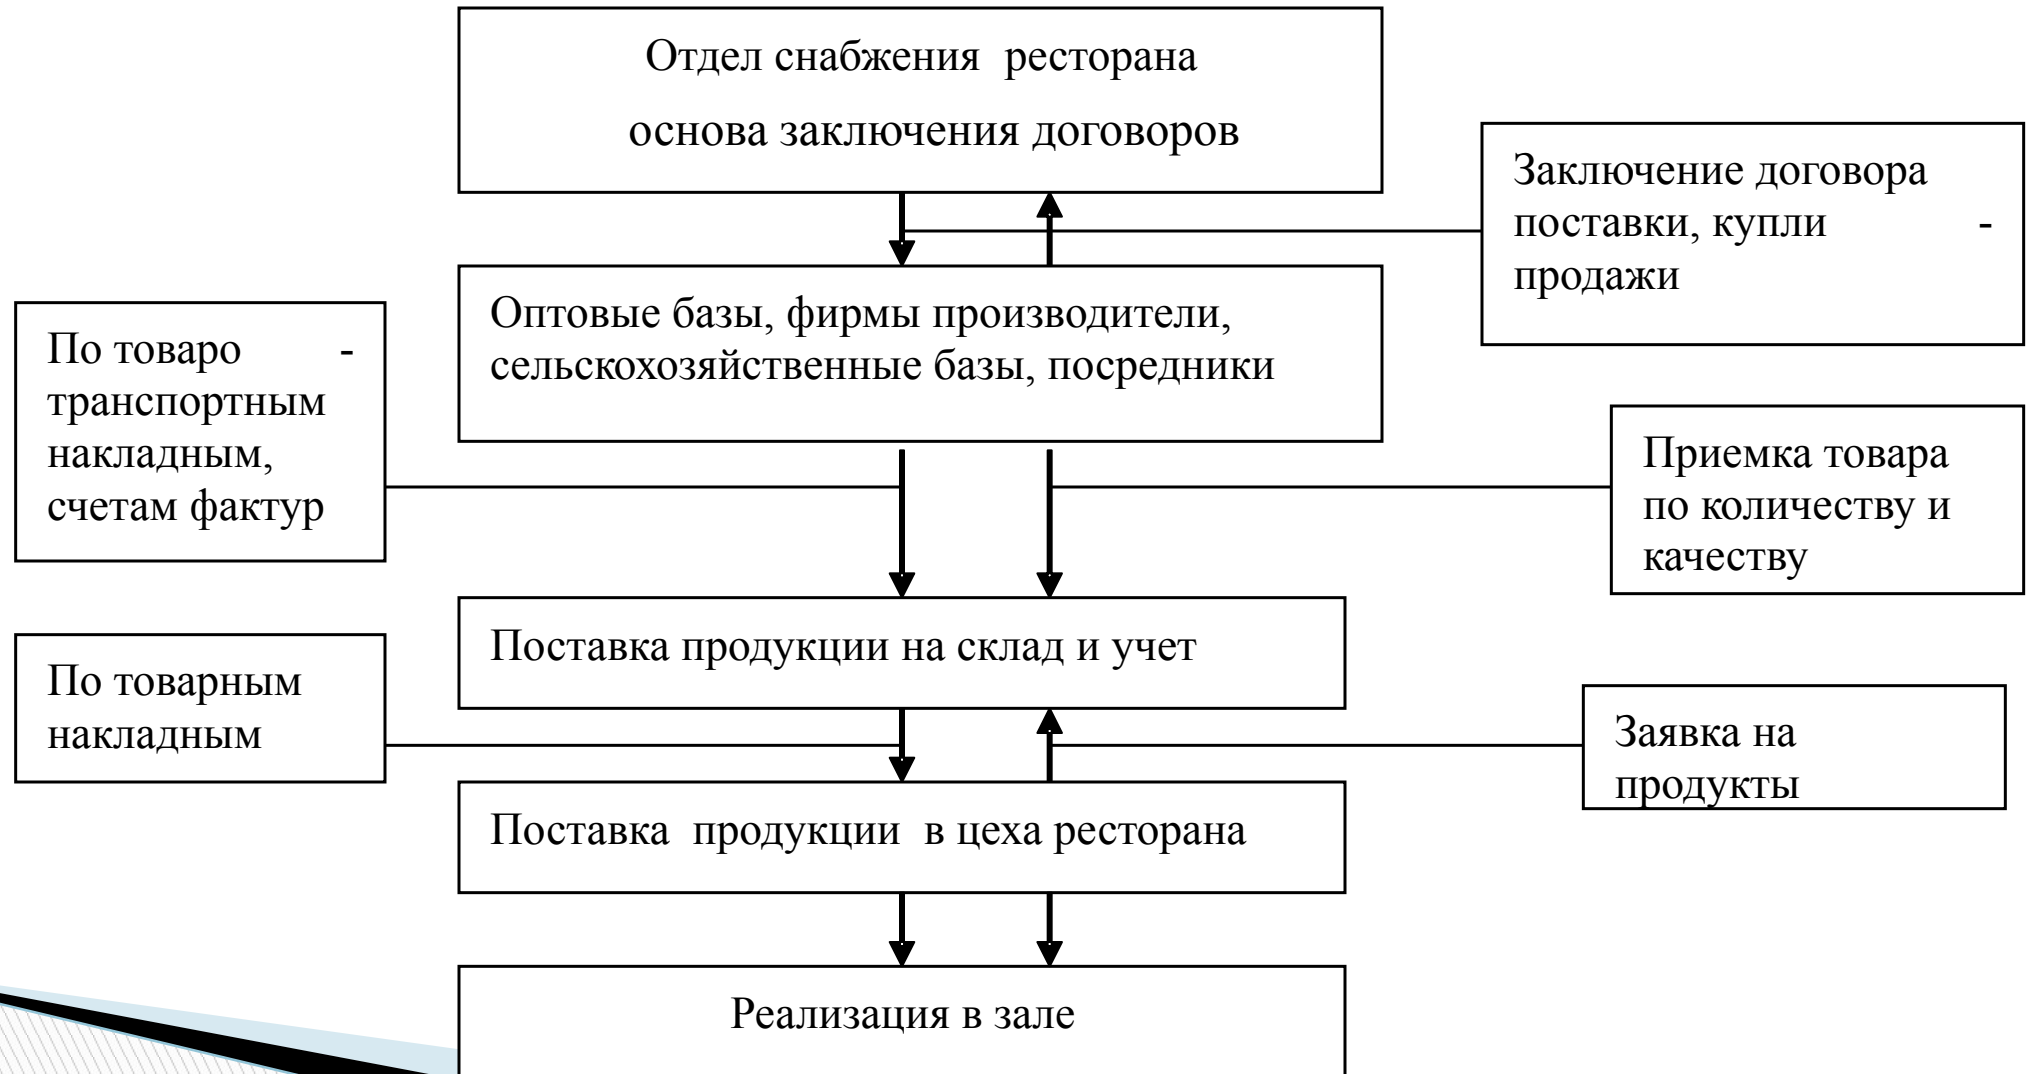 Отдел снабжения ресторана
основа заключения договоров
Заключение договора
поставки, купли -
продажи
Оптовые базы, фирмы производители,
сельскохозяйственные базы, посредники
По товаро -
транспортным
накладным,
счетам фактур
Приемка товара
по количеству и
качеству
Поставка продукции на склад и учет
По товарным
накладным
Заявка на
продукты
Поставка продукции в цеха ресторана
Реализация в зале